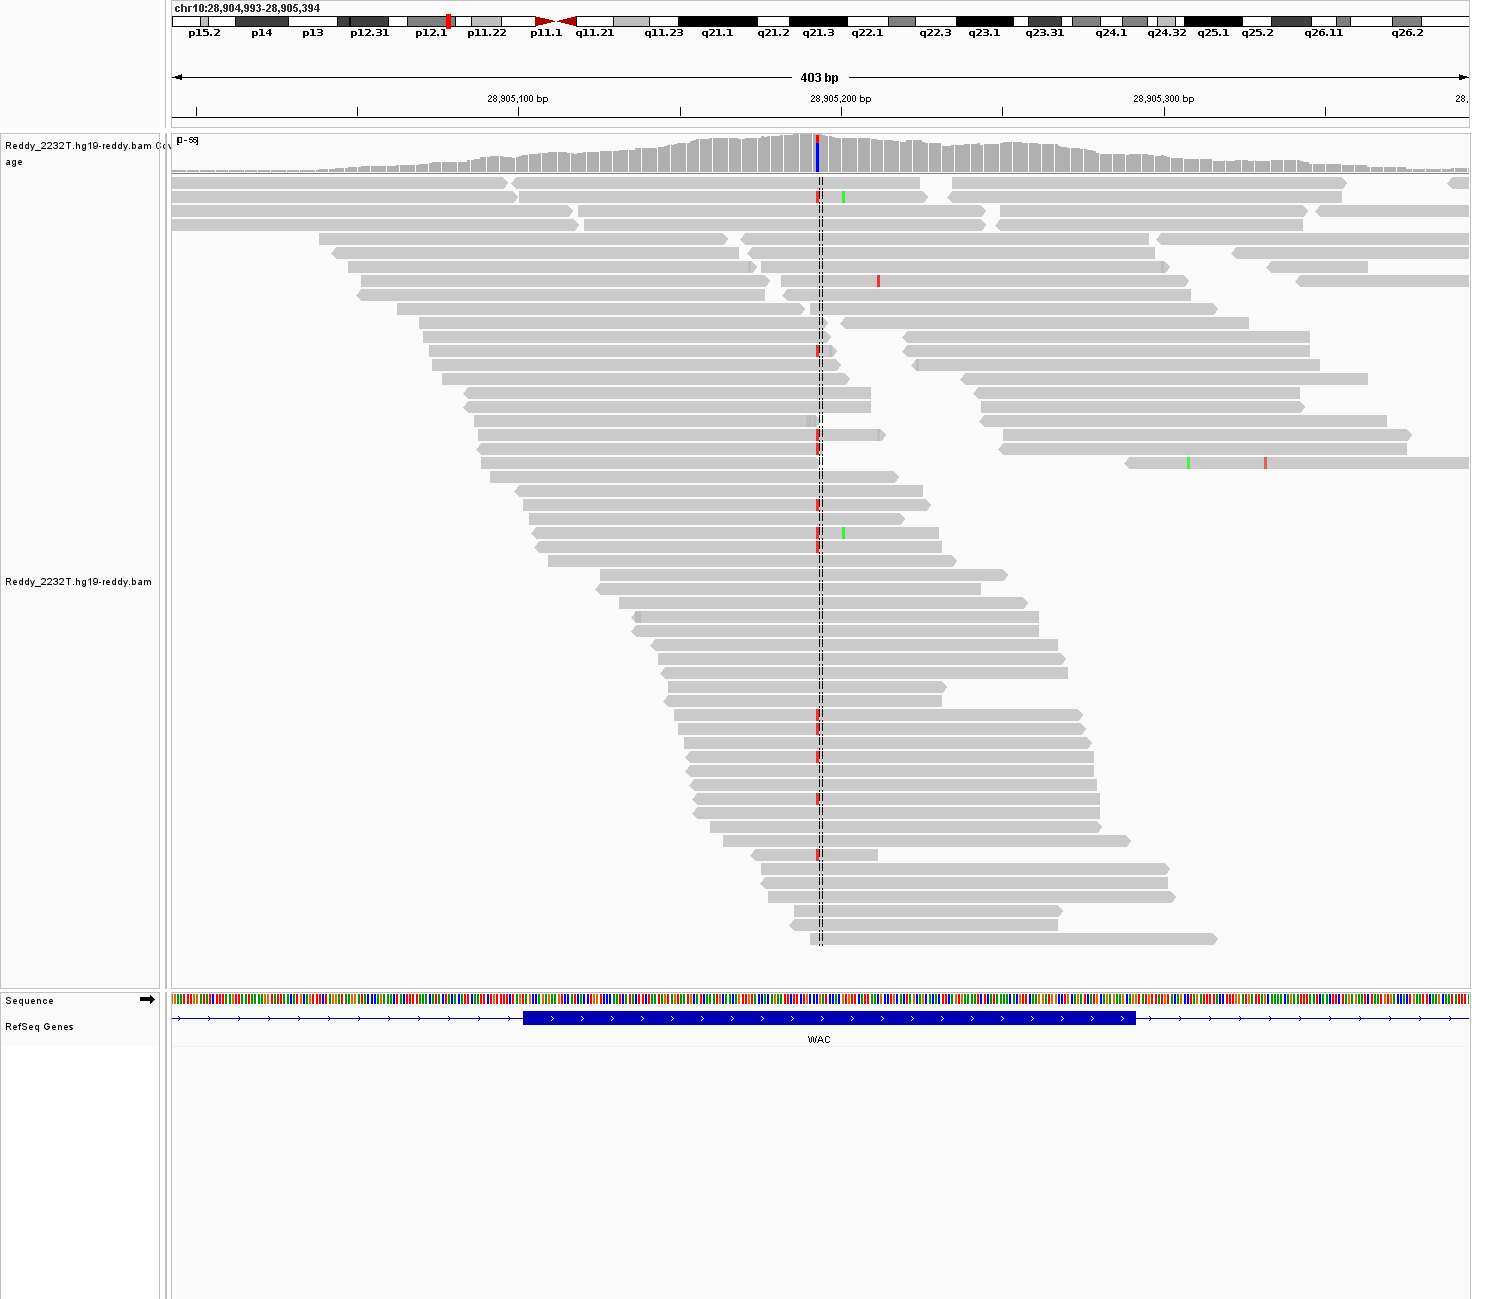 chr10:28,904,993-28,905,394
p15.2 p14 p13 p12.31 p12.1 p11.22 p11.1 q11.21 q11.23 q21.1 q21.2 q21.3 q22.1 q22.3 q23.1 q23.31 q24.1 q24.32 q25.1 q25.2 q26.11 q26.2
403 bp
28,905,100 bp 28,905,200 bp 28,905,300 bp 28,
Reddy_2232T.hg19-reddy.bam Cov
age
Reddy_2232T.hg19-reddy.bam
Sequence
RefSeq Genes
WAC